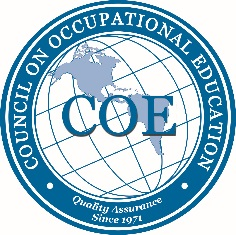 COUNCIL ON OCCUPATIONAL EDUCATION
COE
Quality Assurance
Since 1971